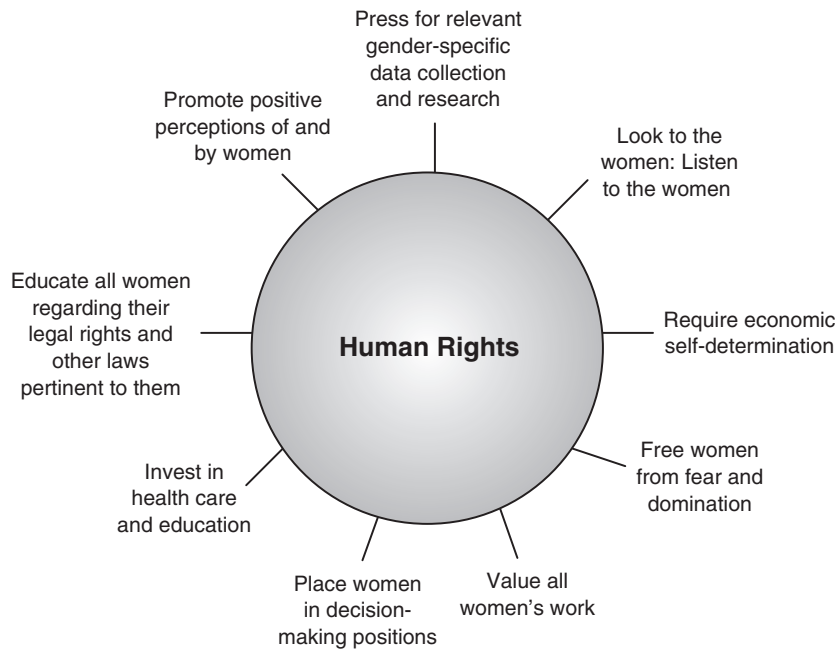 Press for relevant
gender-specific
data collection
and research
Promote positive
perceptions of and
by women
Look to the
women: Listen
to the women
Educate all women
regarding their
legal rights and
other laws
pertinent to them
Human Rights
Require economic
self-determination
Free women
from fear and
domination
Invest in
health care
and education
Place women
in decision-
making positions
Value all
women's work